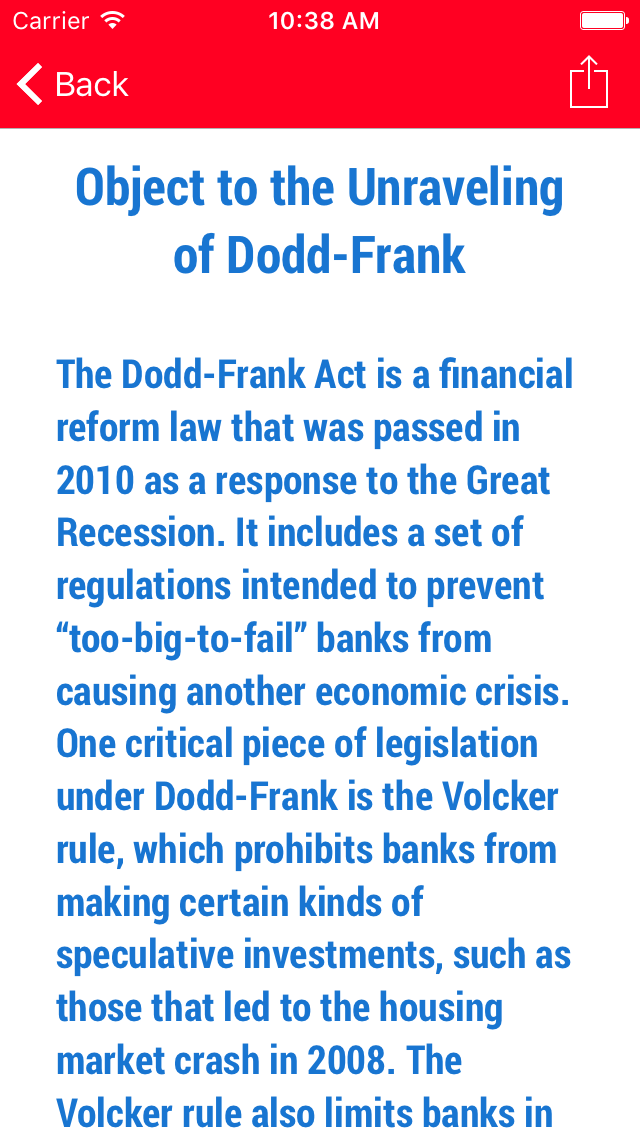 Carrier 10:38 AM
Back
Object to the Unraveling
of Dodd-Frank
The Dodd-Frank Act is a financial
reform law that was passed in
2010 as a response to the Great
Recession. It includes a set of
regulations intended to prevent
“too-big-to-fail” banks from
causing another economic crisis.
One critical piece of legislation
under Dodd-Frank is the Volcker
rule, which prohibits banks from
making certain kinds of
speculative investments, such as
those that led to the housing
market crash in 2008. The
Volcker rule also limits banks in